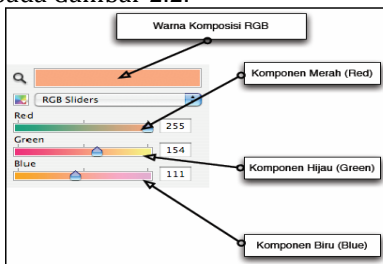 pada Gambar 2.2.
Warna Komposisi RGB
Komponen Merah (Red)
RGB Sliders
Red
255
Green
154
Komponen Hijau (Green)
Blue
111
Komponen Biru (Blue)